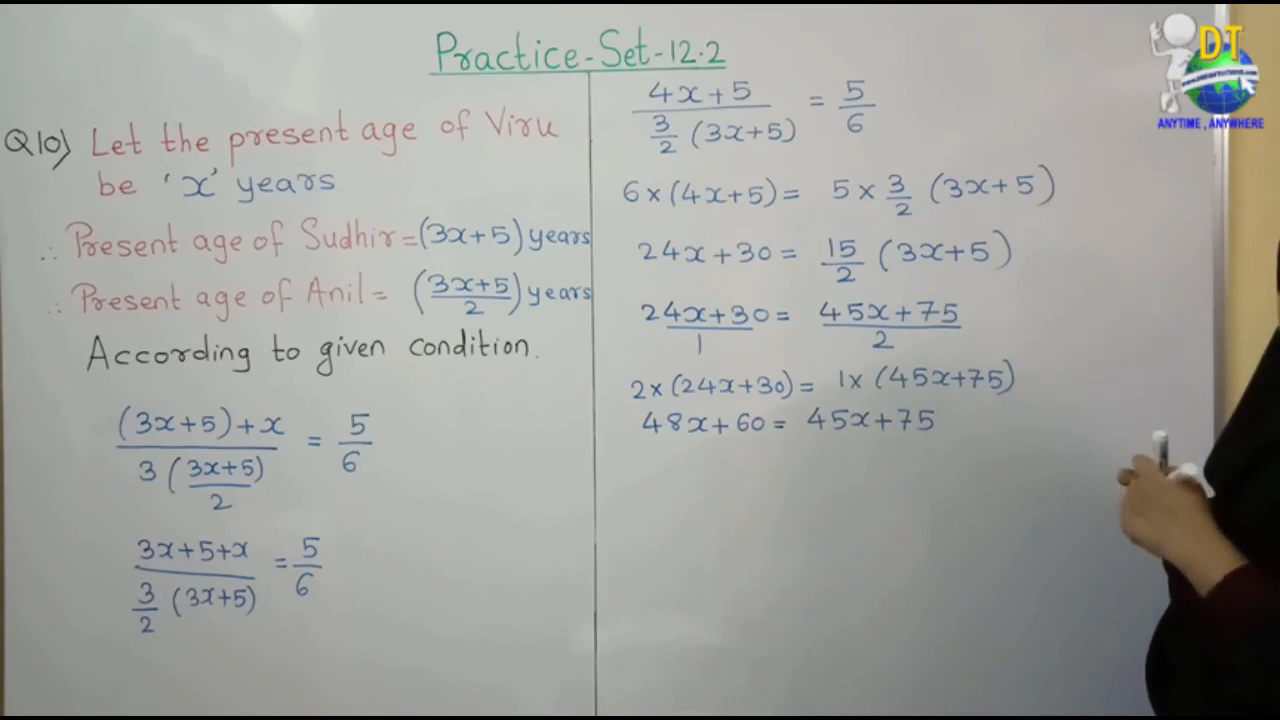 Practice-Set-12.2
Q10) Let the present age of Viru
be 'x' years
∴ Present age of Sudhir=(3x+5) years
∴ Present age of Anil= (3x+5/2) years
According to given condition.
(3x+5)+x / 3(3x+5/2) = 5/6
3x+5+x / 3/2 (3x+5) = 5/6
4x+5 / 3/2 (3x+5) = 5/6
6×(4x+5)= 5×3/2 (3x+5)
24x+30= 15/2 (3x+5)
24x+30/1 = 45x+75/2
2×(24x+30)= 1×(45x+75)
48x+60= 45x+75
DT
ANYTIME, ANYWHERE